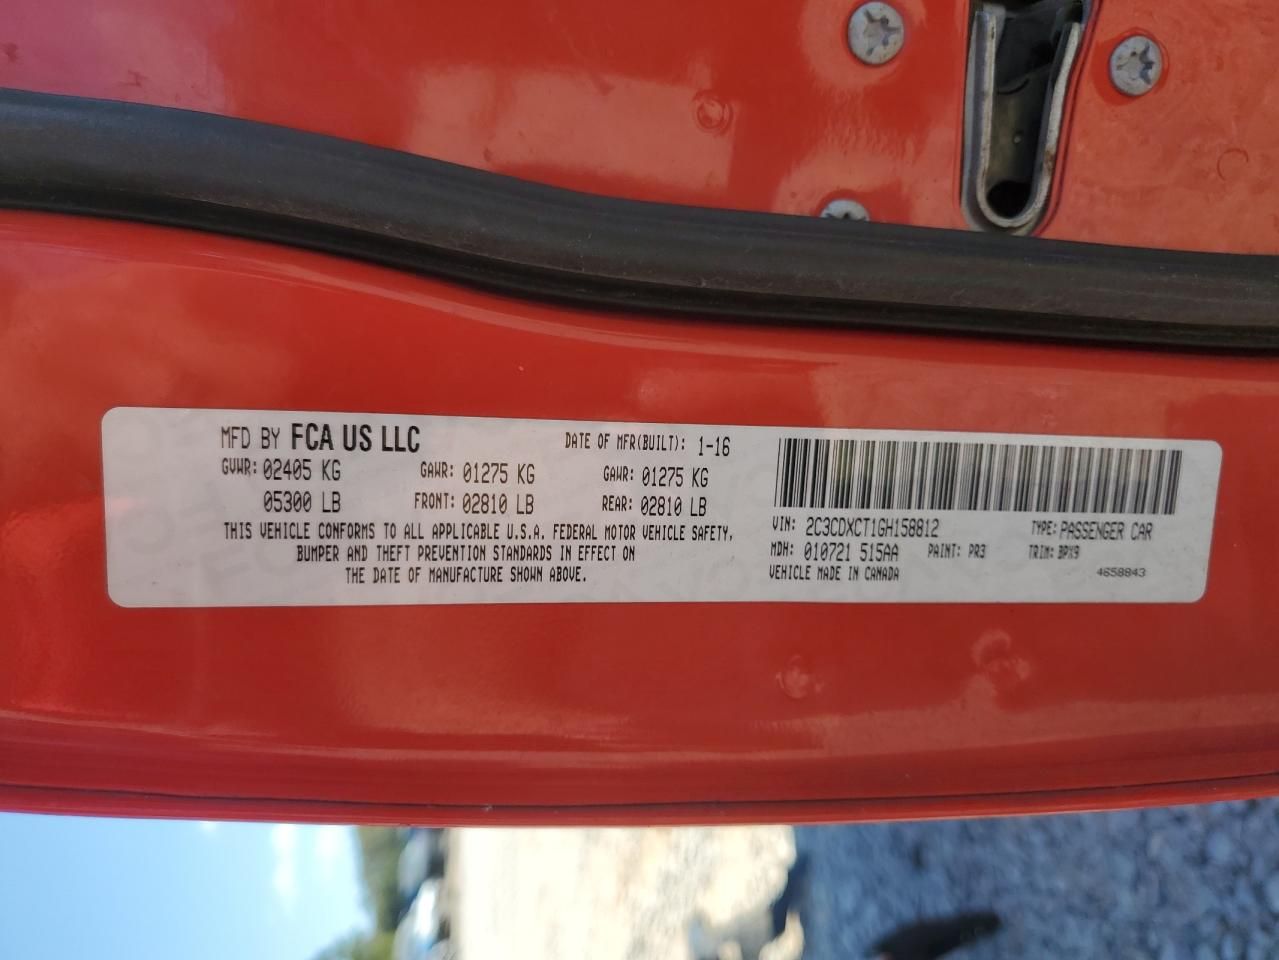 MFD BY FCA US LLC DATE OF MFR(BUILT): 1-16
GVWR: 02405 KG GAWR: 01275 KG GAWR: 01275 KG
05300 LB FRONT: 02810 LB REAR: 02810 LB
THIS VEHICLE CONFORMS TO ALL APPLICABLE U.S.A. FEDERAL MOTOR VEHICLE SAFETY,
BUMPER AND THEFT PREVENTION STANDARDS IN EFFECT ON
THE DATE OF MANUFACTURE SHOWN ABOVE.
VIN: 2C3CDXCT1GH158812 TYPE: PASSENGER CAR
MDH: 010721 515AA PAINT: PR3 TRIM: BPX9
VEHICLE MADE IN CANADA 4658843